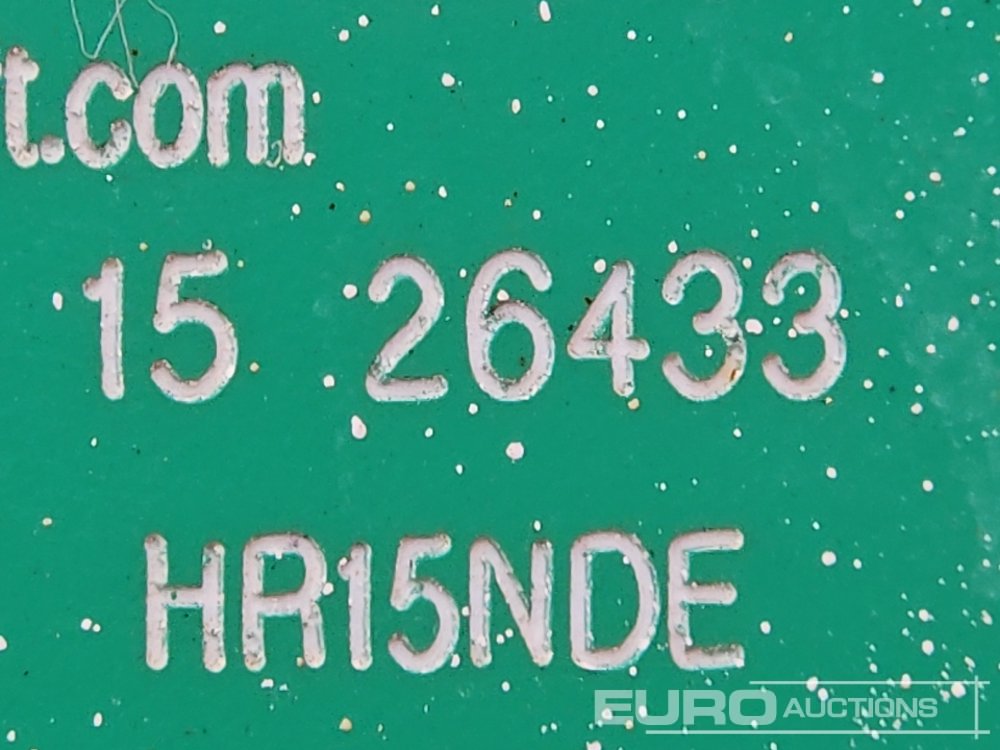 t.com
15 26433
HR15NDE
EURO AUCTIONS